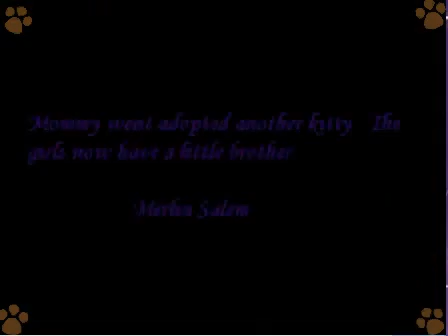 Mommy went adopted another kitty The
girls now have a little brother
Merlin Salem